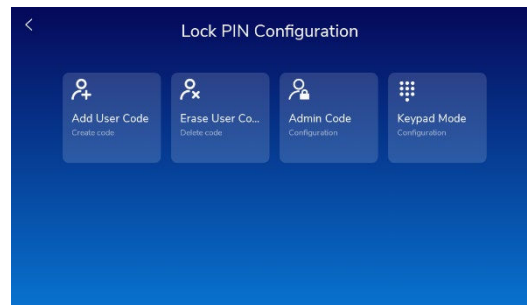 Lock PIN Configuration
Add User Code
Create code
Erase User Co...
Delete code
Admin Code
Configuration
Keypad Mode
Configuration